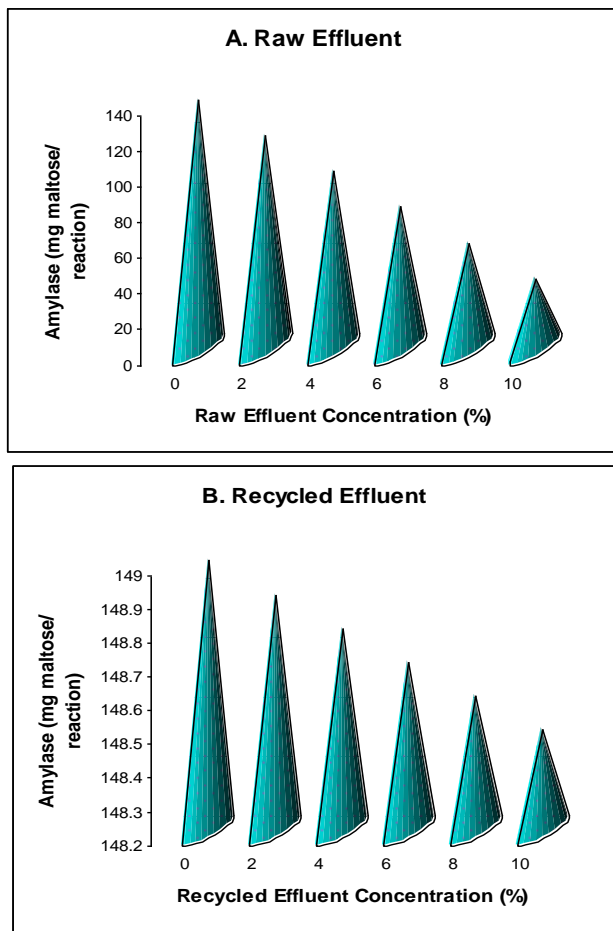 A. Raw Effluent
Amylase (mg maltose/
reaction)
140
120
100
80
60
40
20
0
0 2 4 6 8 10
Raw Effluent Concentration (%)
B. Recycled Effluent
Amylase (mg maltose/
reaction)
149
148.9
148.8
148.7
148.6
148.5
148.4
148.3
148.2
0 2 4 6 8 10
Recycled Effluent Concentration (%)